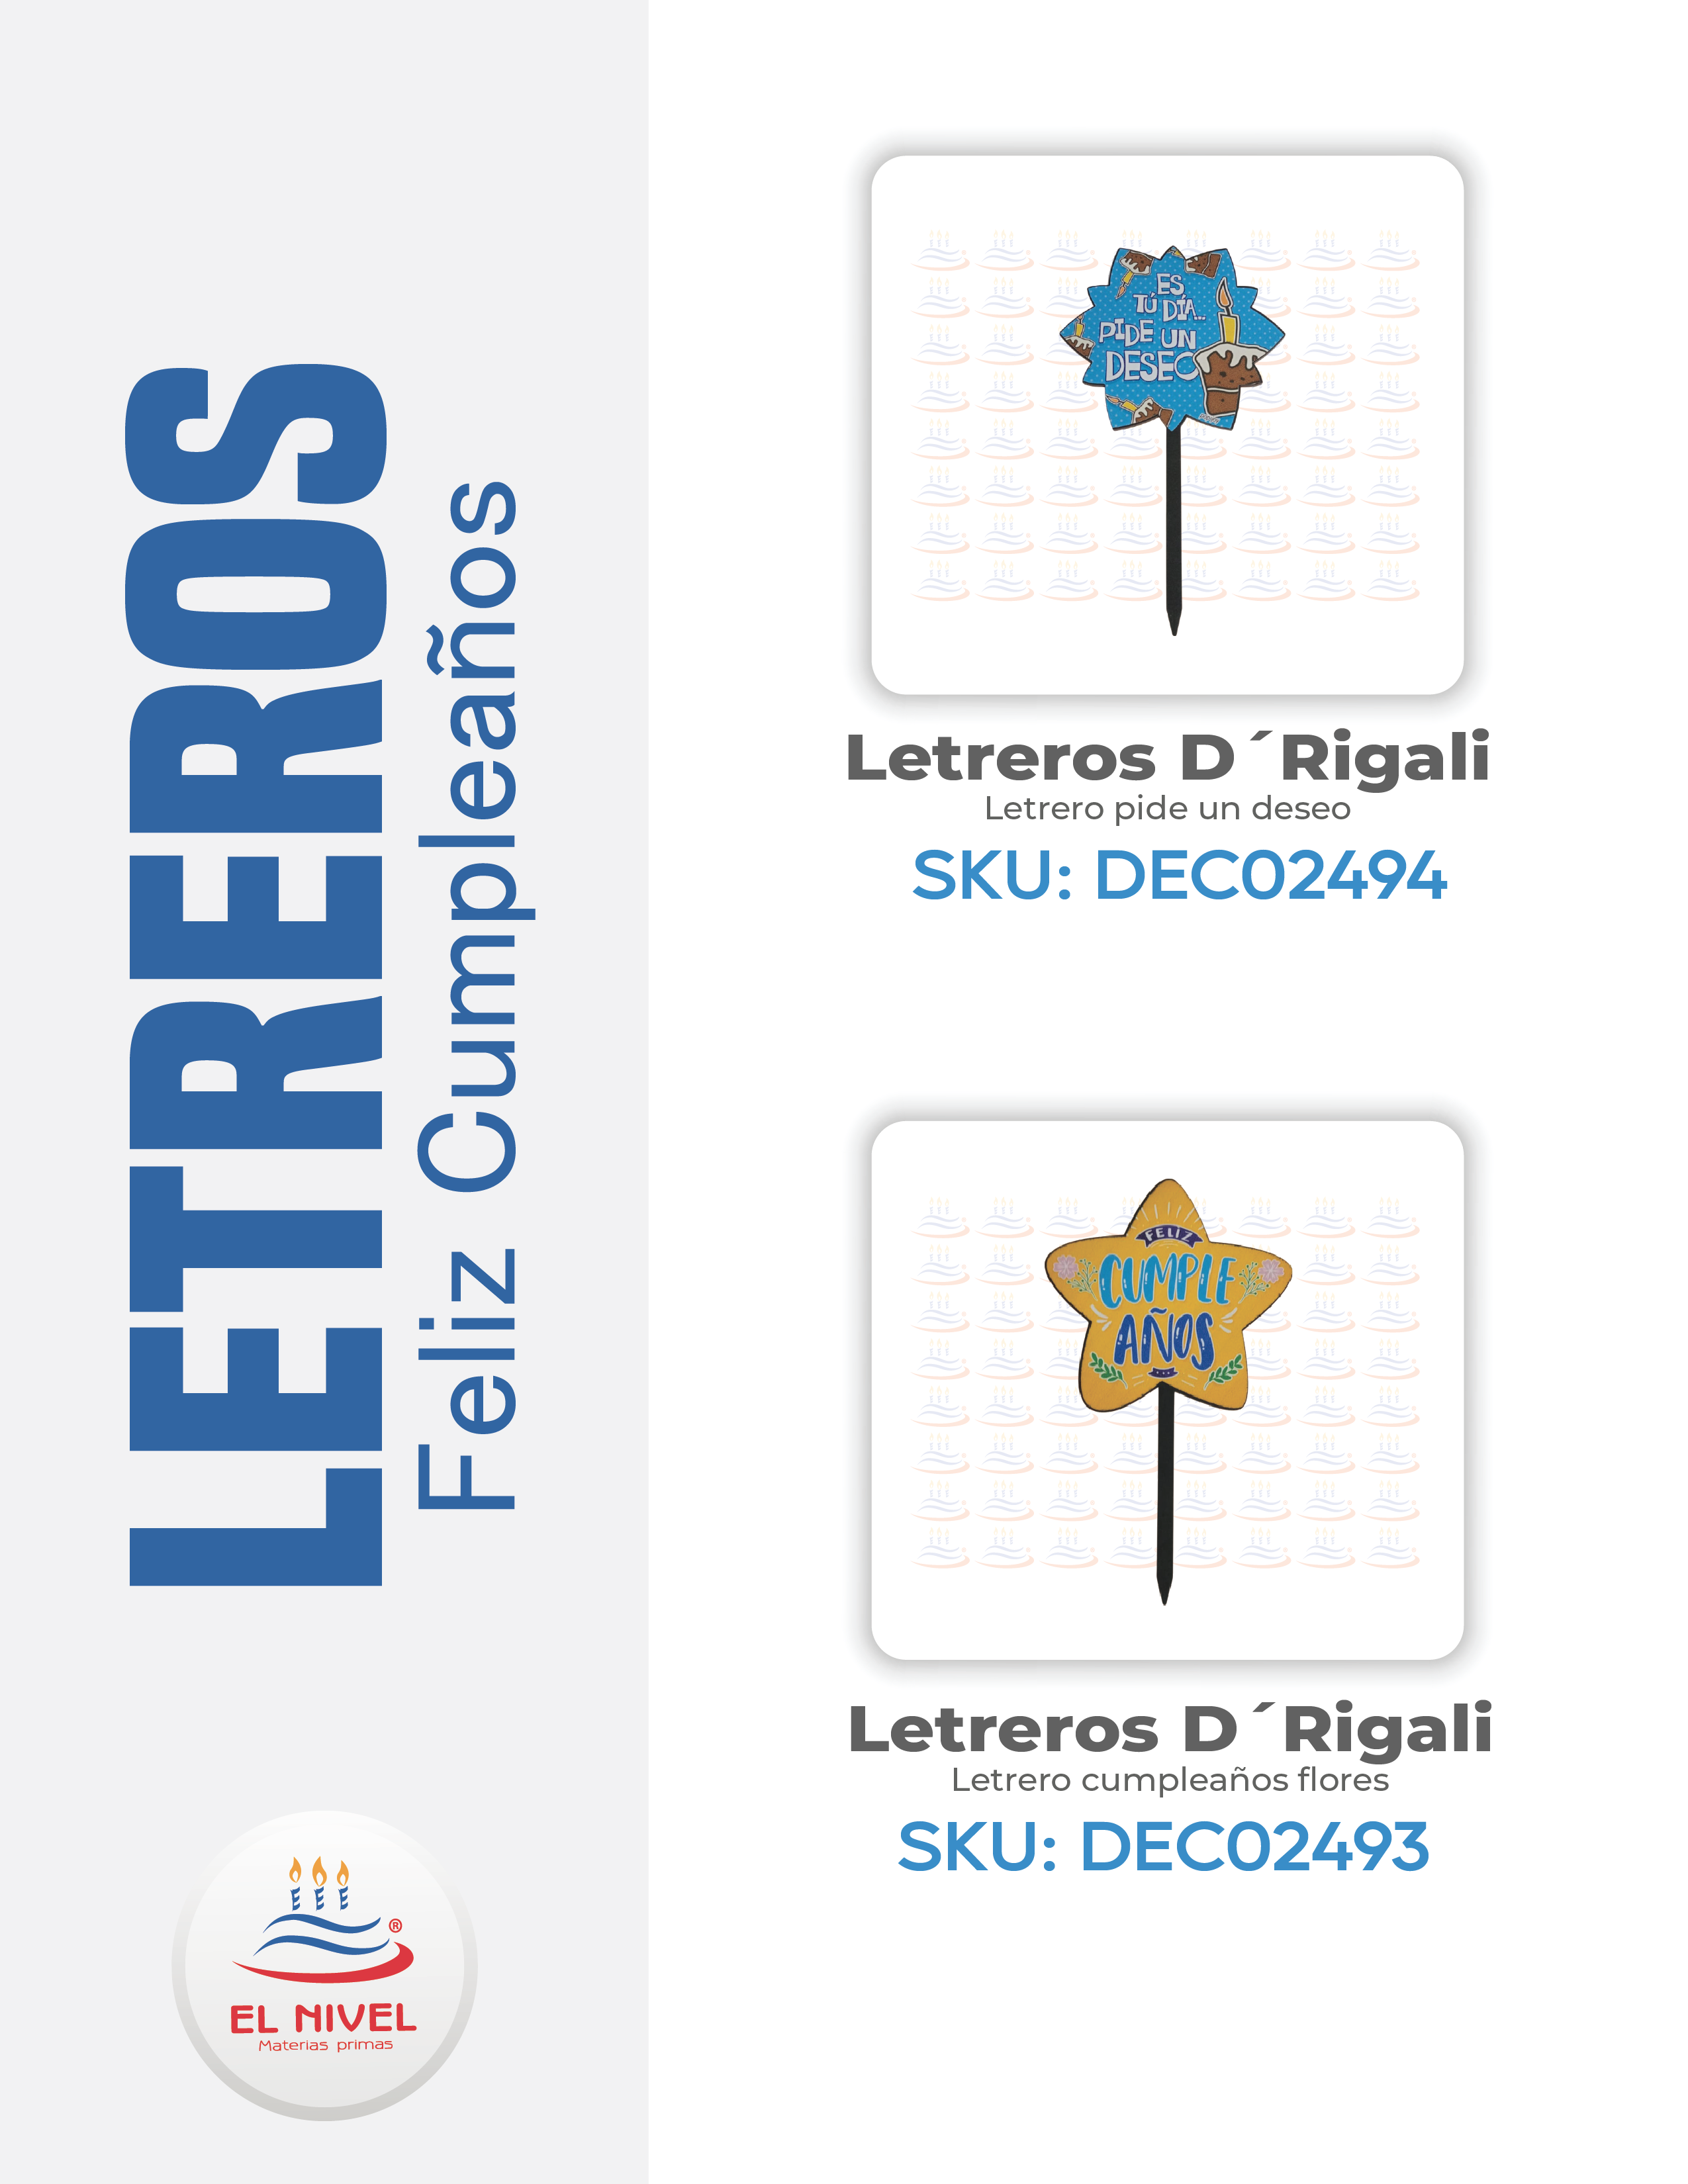 LETREROS
Feliz Cumpleaños
ES
TÚ DÍA...
PIDE UN
DESEO
Letreros D´Rigali
Letrero pide un deseo
SKU: DEC02494
FELIZ
CUMPLE
AÑOS
Letreros D´Rigali
Letrero cumpleaños flores
SKU: DEC02493
®
EL NIVEL
Materias primas